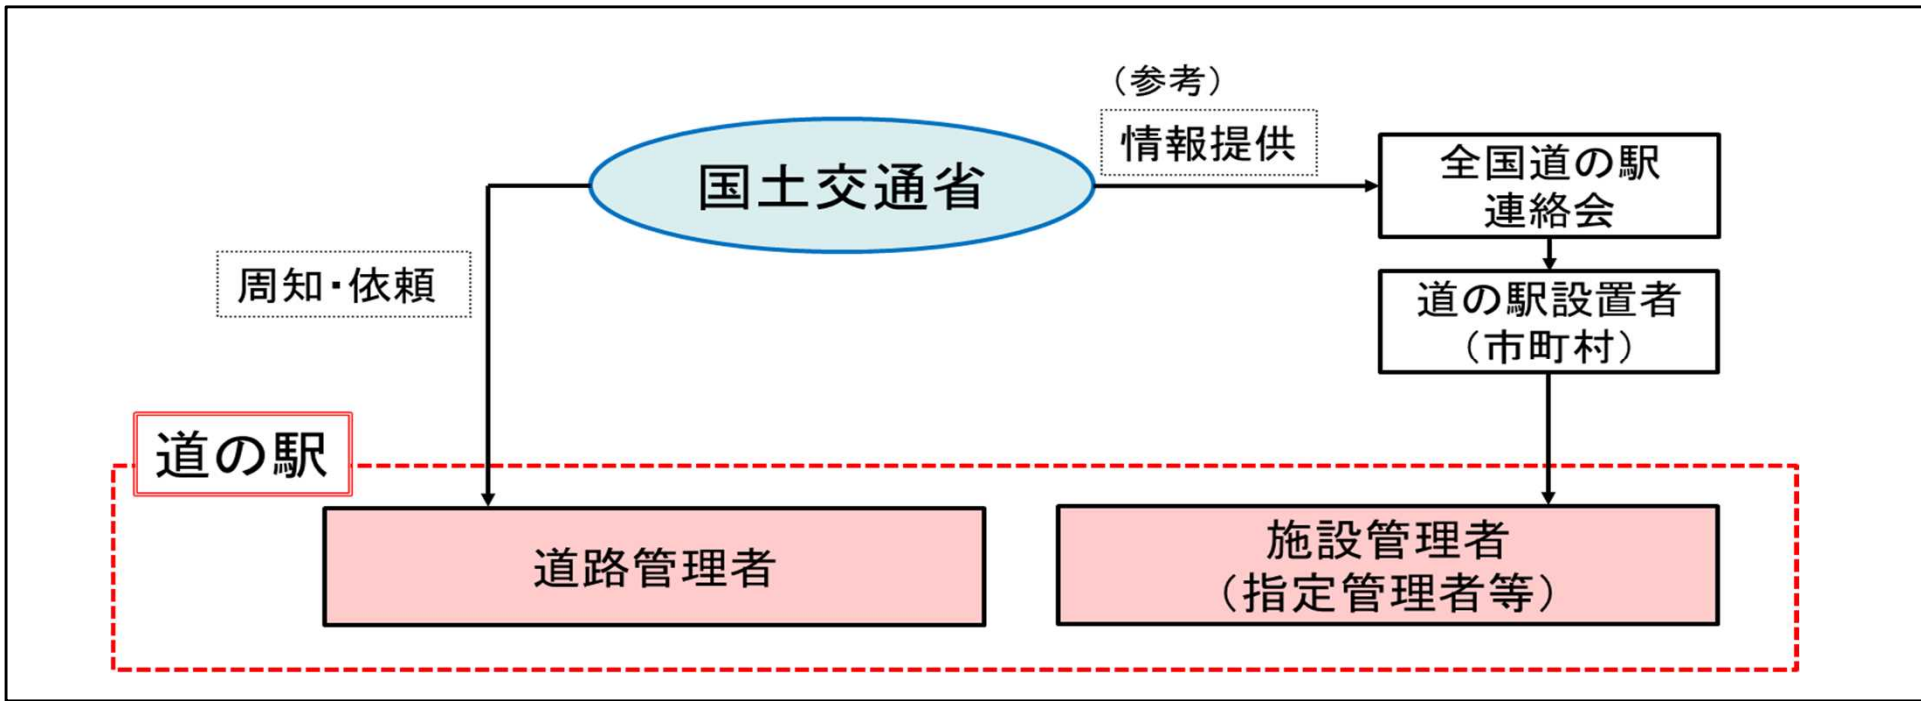 （参考）
情報提供
国土交通省
全国道の駅
連絡会
周知・依頼
道の駅設置者
（市町村）
道の駅
道路管理者
施設管理者
（指定管理者等）